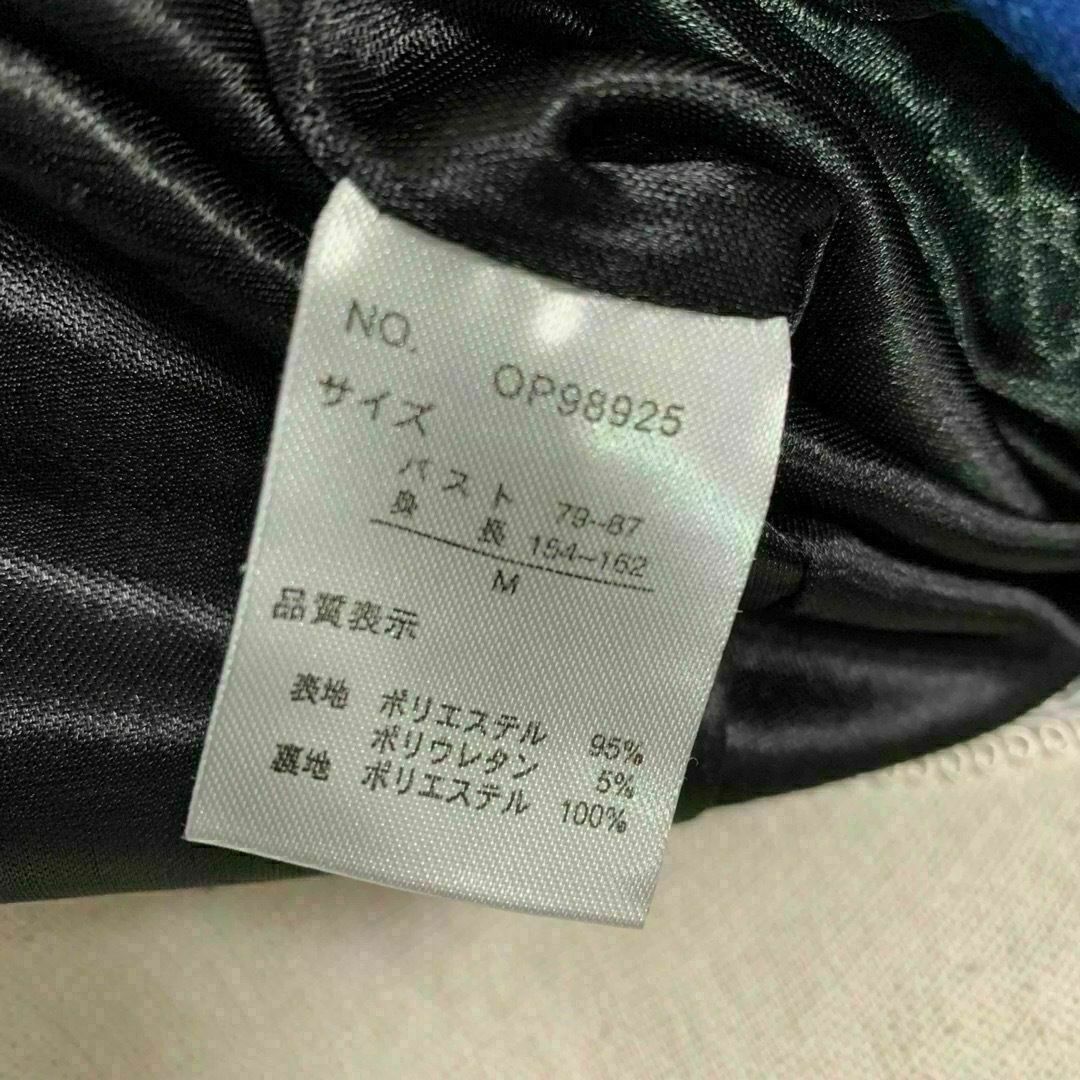 NO. OP98925
サイズ
バスト 79--87
身長 154--162
M
品質表示
表地 ポリエステル 95%
ポリウレタン 5%
裏地 ポリエステル 100%